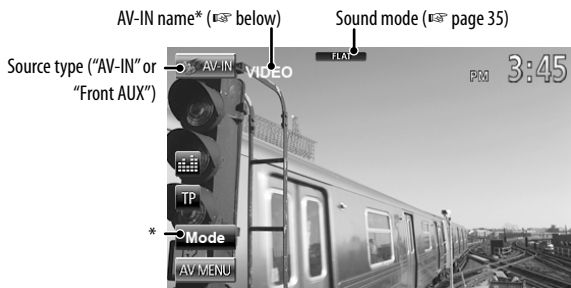 AV-IN name* (☞ below)
Sound mode (☞ page 35)
Source type (“AV-IN” or
“Front AUX”)
AV-IN
VIDEO
FLAT
PM 3:45
TP
*
Mode
AV MENU